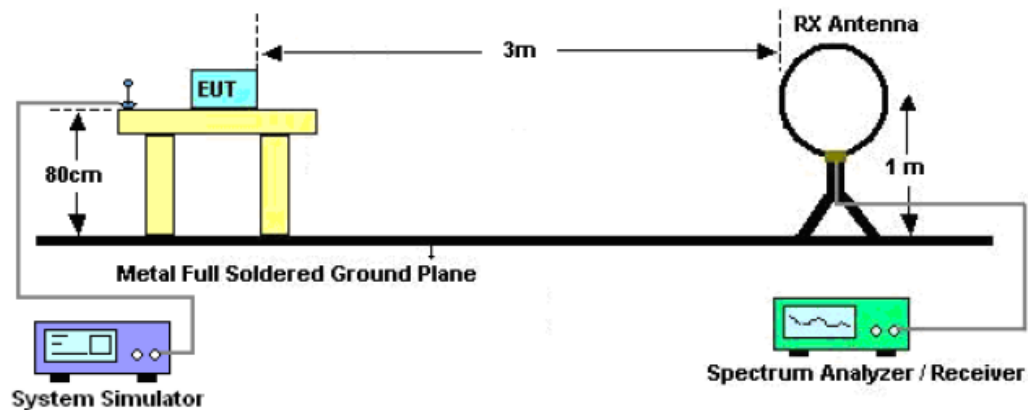 RX Antenna
3m
EUT
80cm
1 m
Metal Full Soldered Ground Plane
System Simulator
Spectrum Analyzer / Receiver